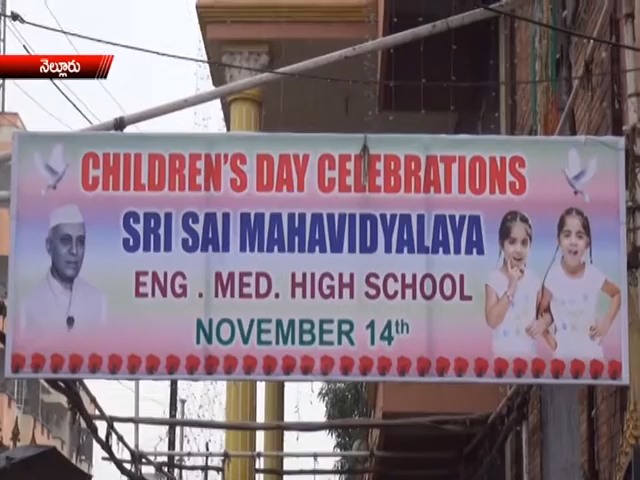 నెల్లూరు
CHILDREN'S DAY CELEBRATIONS
SRI SAI MAHAVIDYALAYA
ENG . MED. HIGH SCHOOL
NOVEMBER 14th